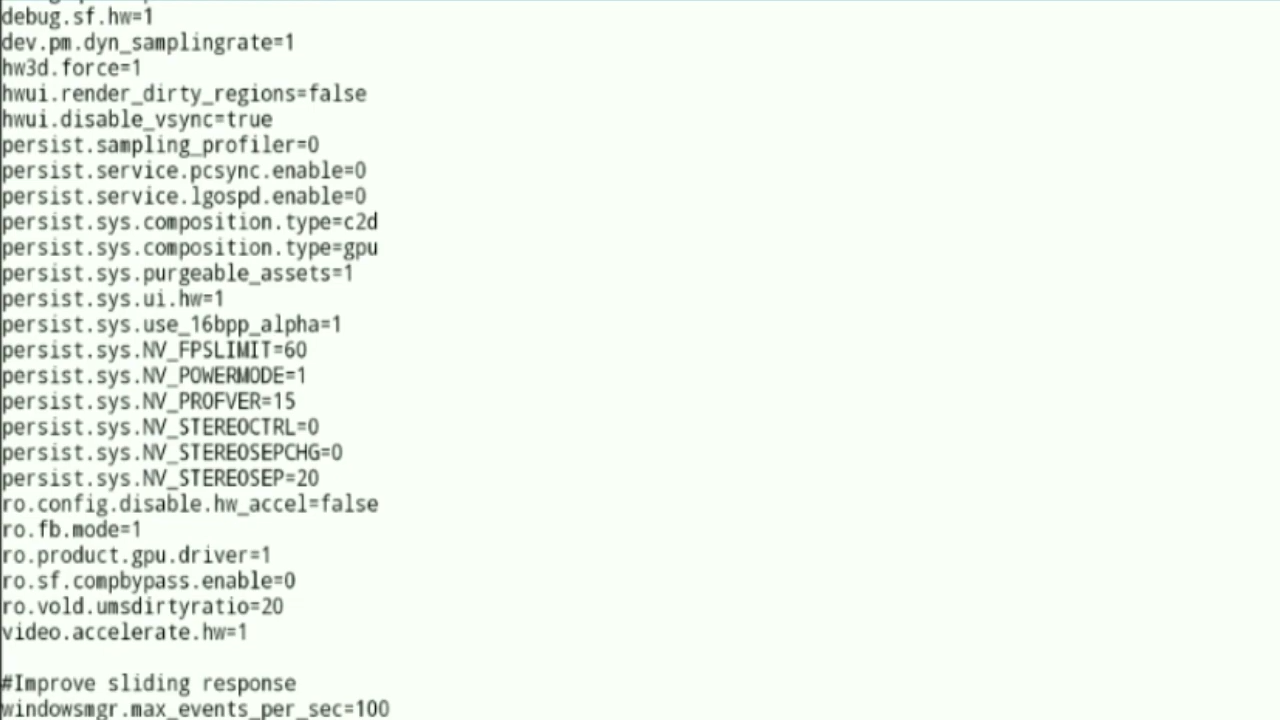 debug.sf.hw=1
dev.pm.dyn_samplingrate=1
hw3d.force=1
hwui.render_dirty_regions=false
hwui.disable_vsync=true
persist.sampling_profiler=0
persist.service.pcsync.enable=0
persist.service.lgospd.enable=0
persist.sys.composition.type=c2d
persist.sys.composition.type=gpu
persist.sys.purgeable_assets=1
persist.sys.ui.hw=1
persist.sys.use_16bpp_alpha=1
persist.sys.NV_FPSLIMIT=60
persist.sys.NV_POWERMODE=1
persist.sys.NV_PROFVER=15
persist.sys.NV_STEREOCTRL=0
persist.sys.NV_STEREOSEPCHG=0
persist.sys.NV_STEREOSEP=20
ro.config.disable.hw_accel=false
ro.fb.mode=1
ro.product.gpu.driver=1
ro.sf.compbypass.enable=0
ro.vold.umsdirtyratio=20
video.accelerate.hw=1
#Improve sliding response
windowsmgr.max_events_per_sec=100